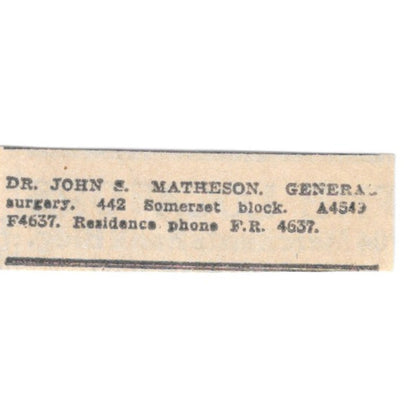 DR. JOHN S. MATHESON. GENERAL
surgery. 442 Somerset block. A4549
F4637. Residence phone F.R. 4637.